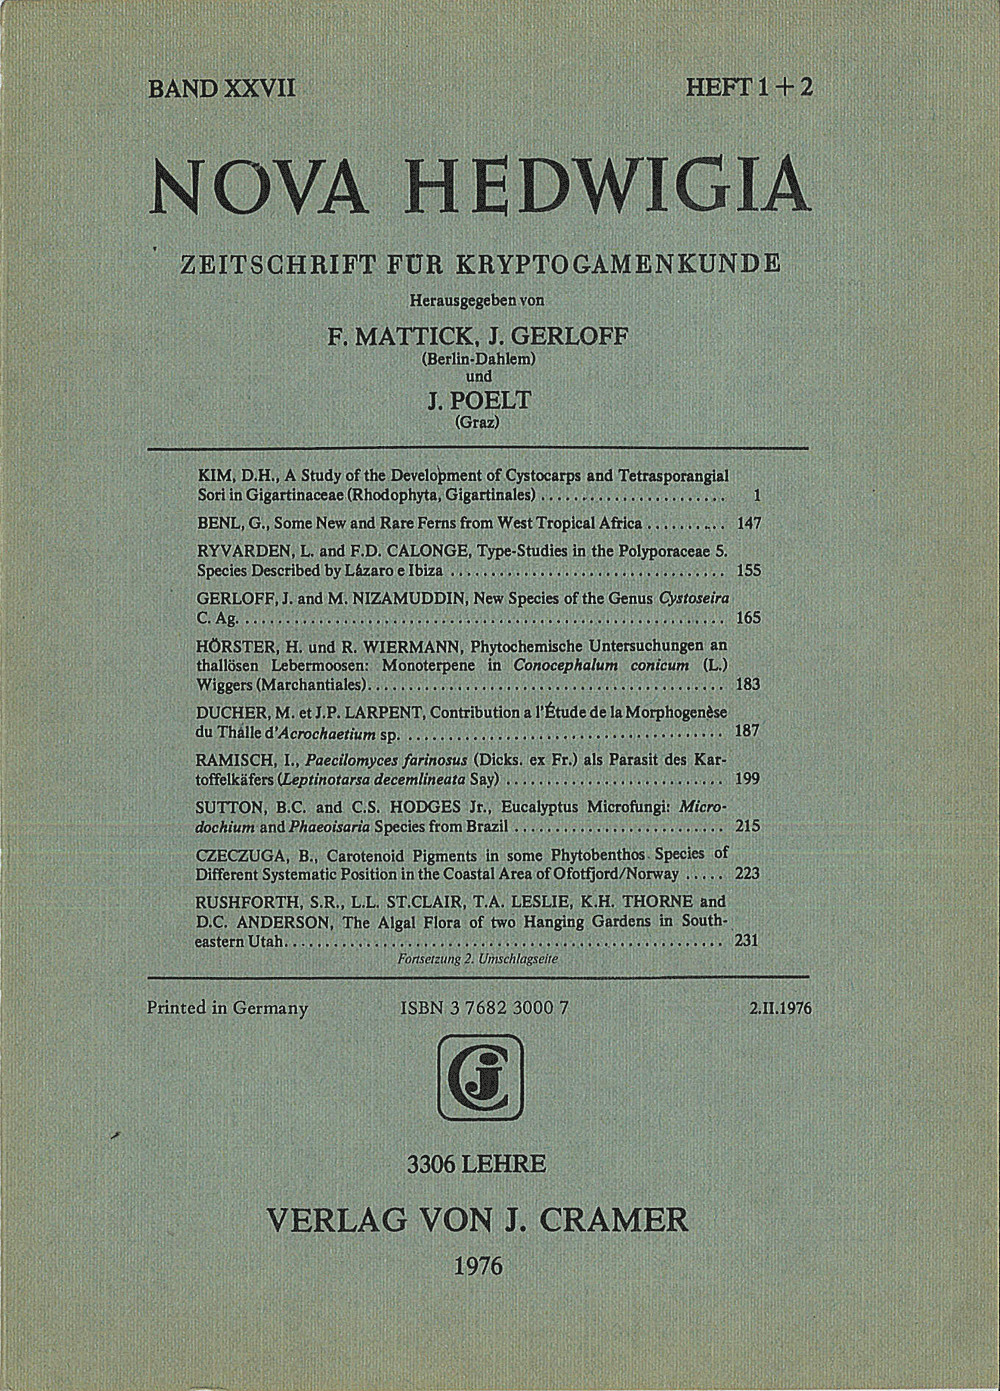 BAND XXVII HEFT 1 + 2
NOVA HEDWIGIA
ZEITSCHRIFT FÜR KRYPTOGAMENKUNDE
Herausgegeben von
F. MATTICK, J. GERLOFF
(Berlin-Dahlem)
und
J. POELT
(Graz)
KIM, D.H., A Study of the Development of Cystocarps and Tetrasporangial
Sori in Gigartinaceae (Rhodophyta, Gigartinales) ....................... 1
BENL, G., Some New and Rare Ferns from West Tropical Africa .......... 147
RYVARDEN, L. and F.D. CALONGE, Type-Studies in the Polyporaceae 5.
Species Described by Lázaro e Ibiza .................................. 155
GERLOFF, J. and M. NIZAMUDDIN, New Species of the Genus Cystoseira
C. Ag. ............................................................ 165
HÖRSTER, H. und R. WIERMANN, Phytochemische Untersuchungen an
thallösen Lebermoosen: Monoterpene in Conocephalum conicum (L.)
Wiggers (Marchantiales)............................................ 183
DUCHER, M. et J.P. LARPENT, Contribution a l'Étude de la Morphogenèse
du Thálle d'Acrochaetium sp. ....................................... 187
RAMISCH, I., Paecilomyces farinosus (Dicks. ex Fr.) als Parasit des Kar-
toffelkäfers (Leptinotarsa decemlineata Say) ........................... 199
SUTTON, B.C. and C.S. HODGES Jr., Eucalyptus Microfungi: Micro-
dochium and Phaeoisaria Species from Brazil .......................... 215
CZECZUGA, B., Carotenoid Pigments in some Phytobenthos Species of
Different Systematic Position in the Coastal Area of Ofotfjord/Norway ..... 223
RUSHFORTH, S.R., L.L. ST.CLAIR, T.A. LESLIE, K.H. THORNE and
D.C. ANDERSON, The Algal Flora of two Hanging Gardens in South-
eastern Utah...................................................... 231
Fortsetzung 2. Umschlagseite
Printed in Germany ISBN 3 7682 3000 7 2.II.1976
CJ
3306 LEHRE
VERLAG VON J. CRAMER
1976